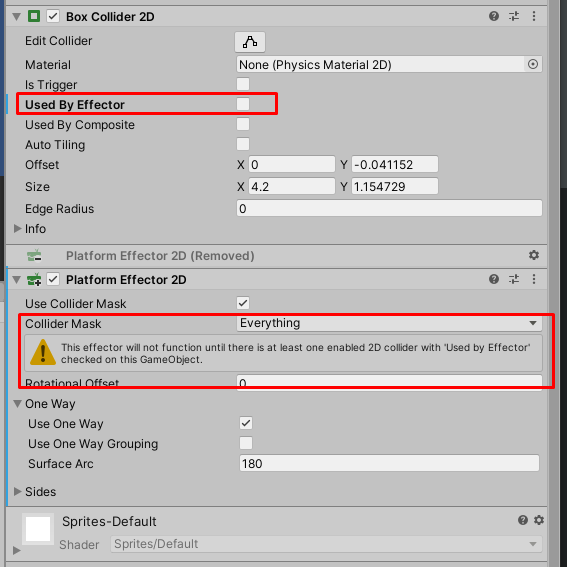 Box Collider 2D
Edit Collider
Material None (Physics Material 2D)
Is Trigger
Used By Effector
Used By Composite
Auto Tiling
Offset X 0 Y -0.041152
Size X 4.2 Y 1.154729
Edge Radius 0
Info
Platform Effector 2D (Removed)
Platform Effector 2D
Use Collider Mask
Collider Mask Everything
This effector will not function until there is at least one enabled 2D collider with 'Used by Effector'
checked on this GameObject.
Rotational Offset 0
One Way
Use One Way
Use One Way Grouping
Surface Arc 180
Sides
Sprites-Default
Shader Sprites/Default